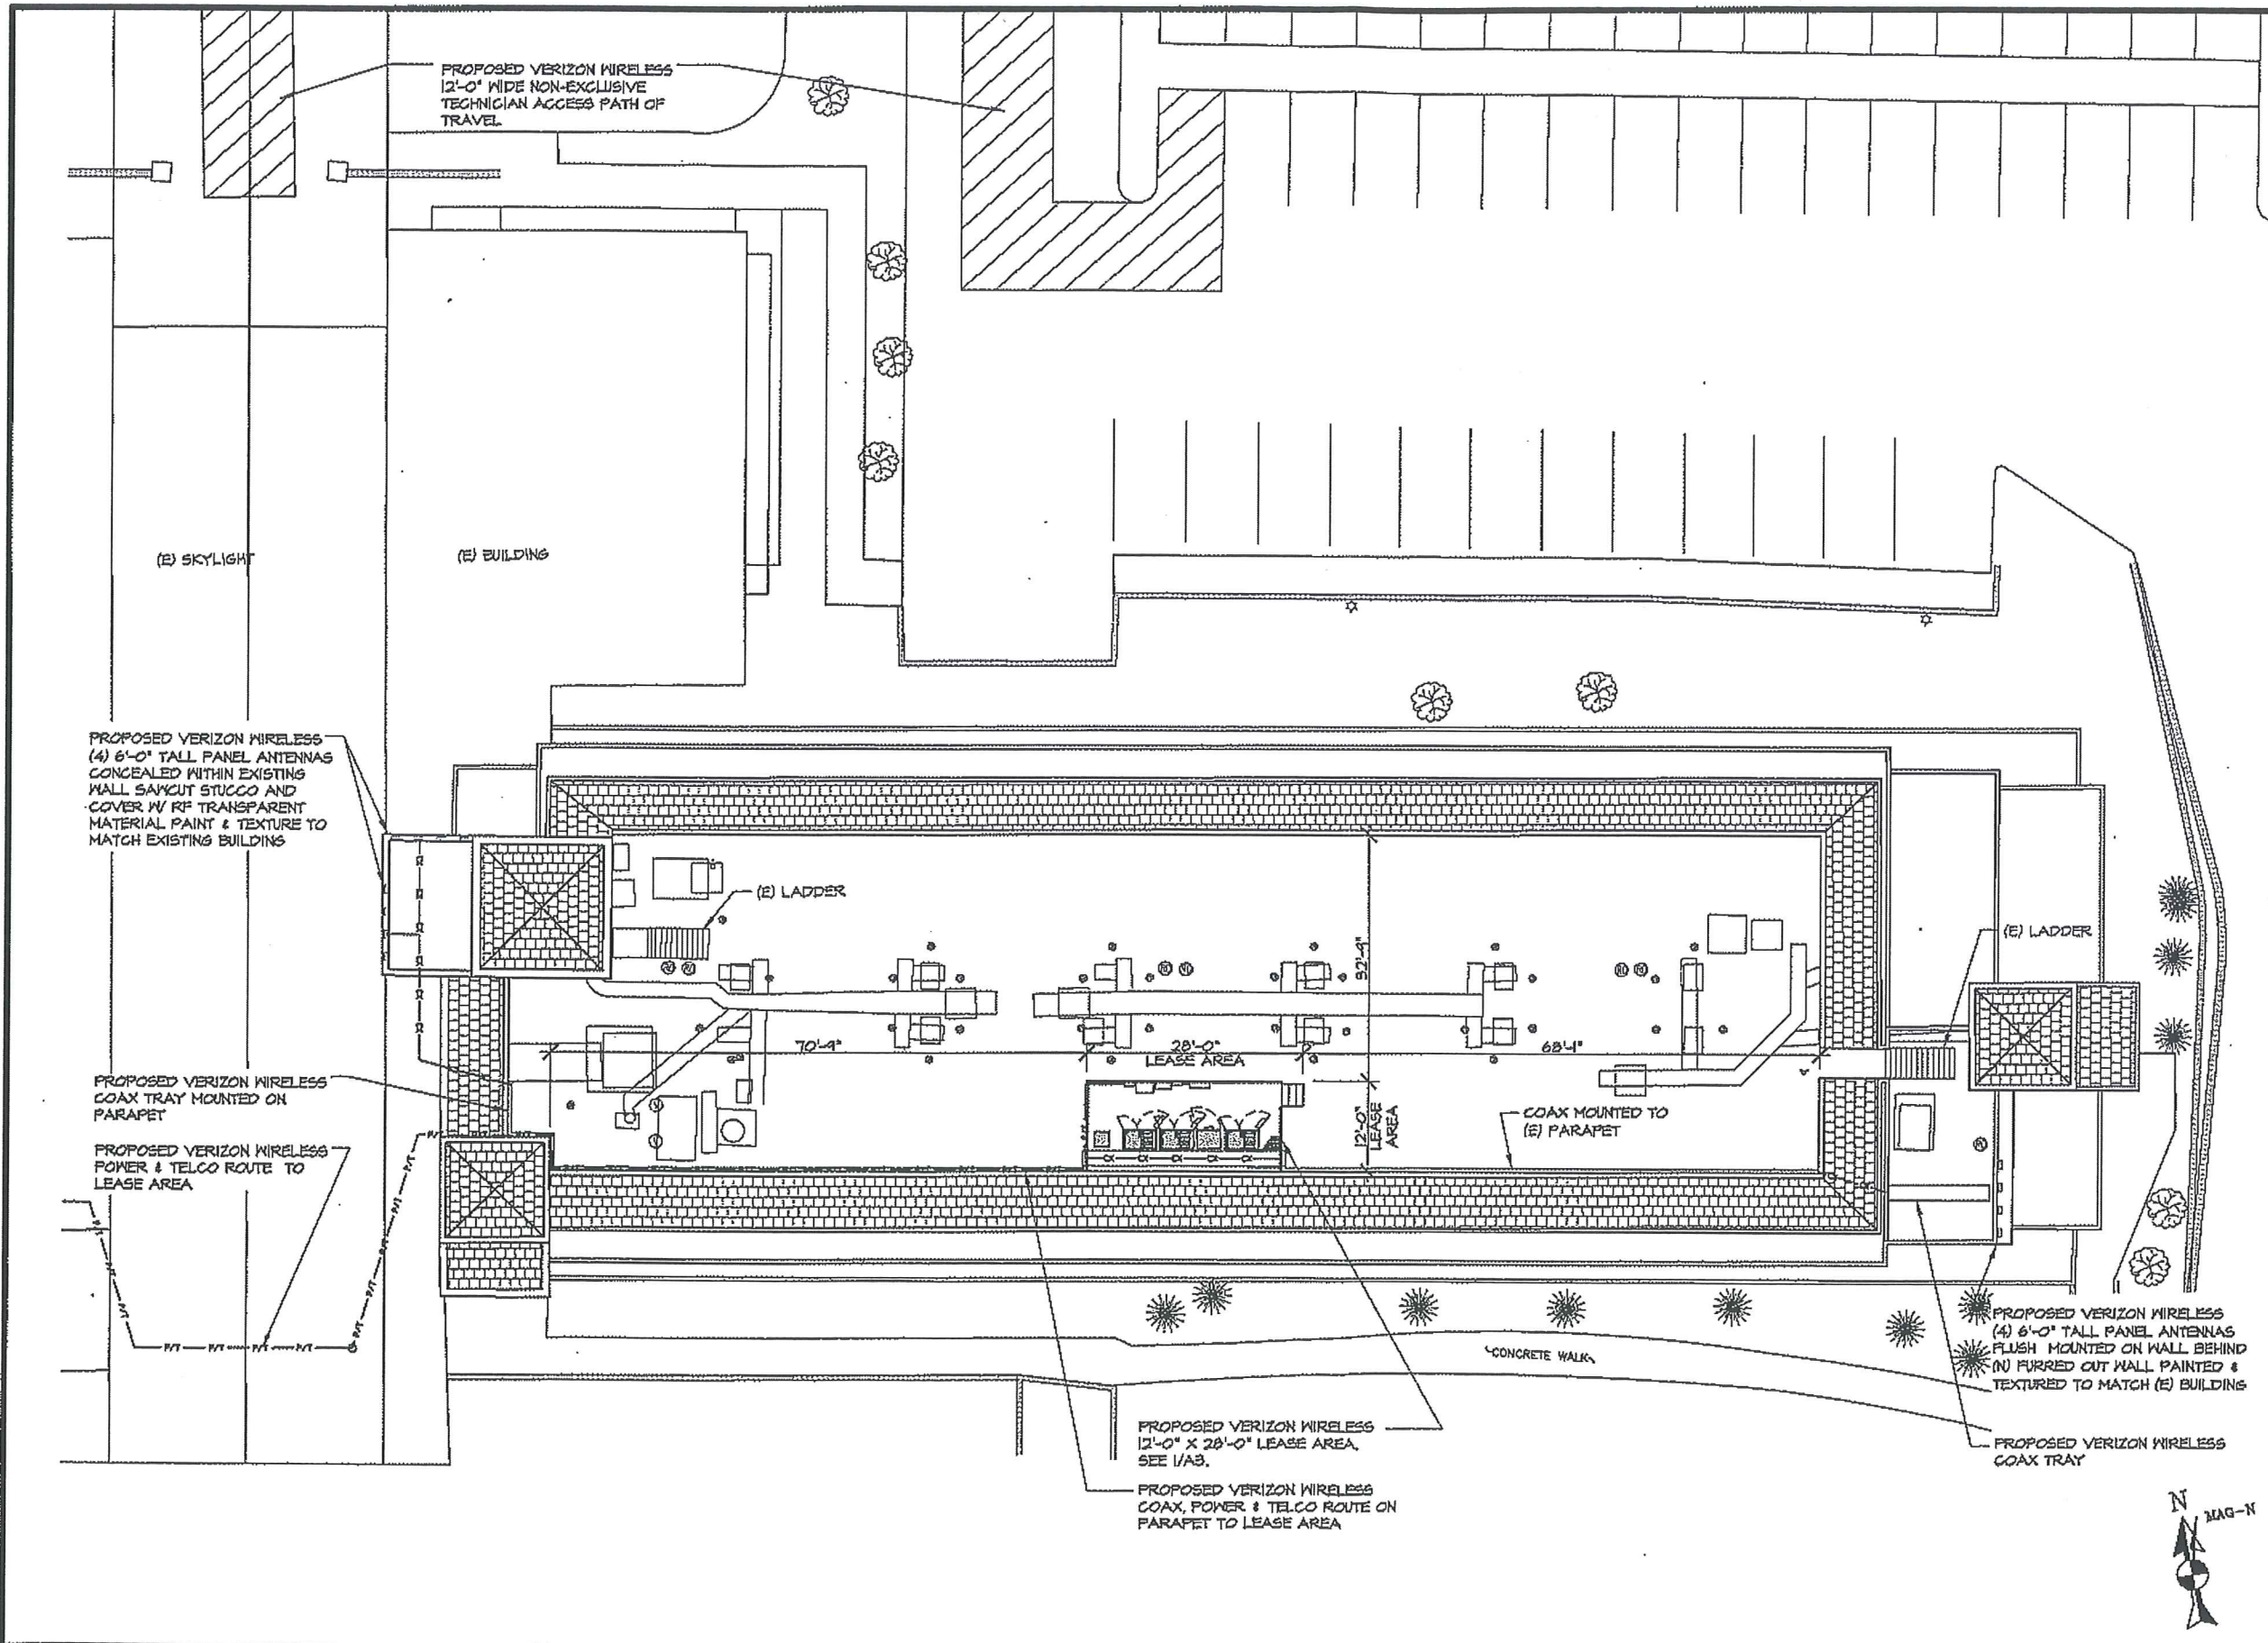 PROPOSED VERIZON WIRELESS
12'-0" WIDE NON-EXCLUSIVE
TECHNICIAN ACCESS PATH OF
TRAVEL
(E) SKYLIGHT
(E) BUILDING
PROPOSED VERIZON WIRELESS
(4) 6'-0" TALL PANEL ANTENNAS
CONCEALED WITHIN EXISTING
WALL SAWCUT STUCCO AND
COVER W/ RF TRANSPARENT
MATERIAL PAINT & TEXTURE TO
MATCH EXISTING BUILDING
(E) LADDER
(E) LADDER
32'-9"
70'-9"
28'-0"
LEASE AREA
68'-1"
PROPOSED VERIZON WIRELESS
COAX TRAY MOUNTED ON
PARAPET
12'-0"
LEASE
AREA
COAX MOUNTED TO
(E) PARAPET
PROPOSED VERIZON WIRELESS
POWER & TELCO ROUTE TO
LEASE AREA
P/T P/T P/T P/T
CONCRETE WALK
PROPOSED VERIZON WIRELESS
(4) 6'-0" TALL PANEL ANTENNAS
FLUSH MOUNTED ON WALL BEHIND
(N) FURRED OUT WALL PAINTED &
TEXTURED TO MATCH (E) BUILDING
PROPOSED VERIZON WIRELESS
12'-0" X 28'-0" LEASE AREA.
SEE 1/A3.
PROPOSED VERIZON WIRELESS
COAX TRAY
PROPOSED VERIZON WIRELESS
COAX, POWER & TELCO ROUTE ON
PARAPET TO LEASE AREA
N
MAG-N